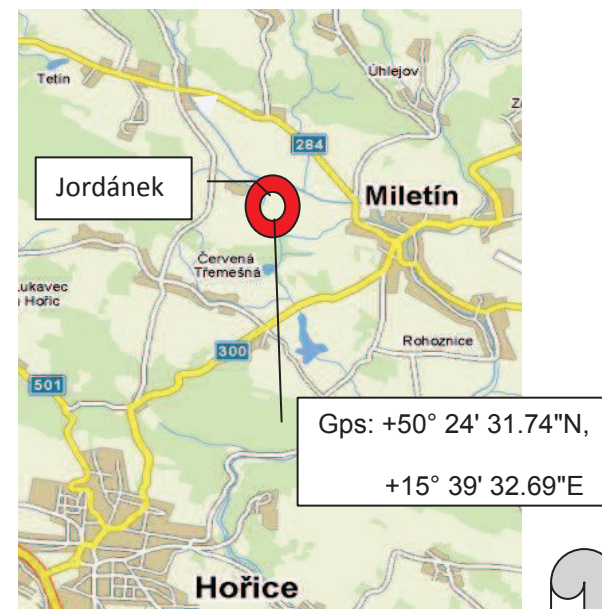 Tetín
Úhlejov
284
Jordánek
Miletín
Červená
Třemešná
Lukavec
Hořic
Rohoznice
300
501
Gps: +50° 24' 31.74"N,
+15° 39' 32.69"E
Hořice